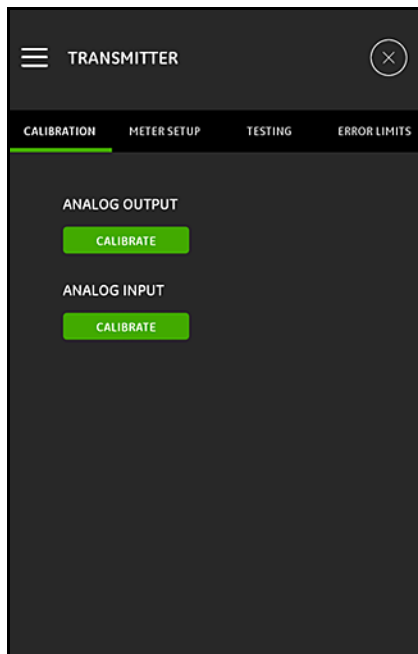 TRANSMITTER
CALIBRATION METER SETUP TESTING ERROR LIMITS
ANALOG OUTPUT
CALIBRATE
ANALOG INPUT
CALIBRATE